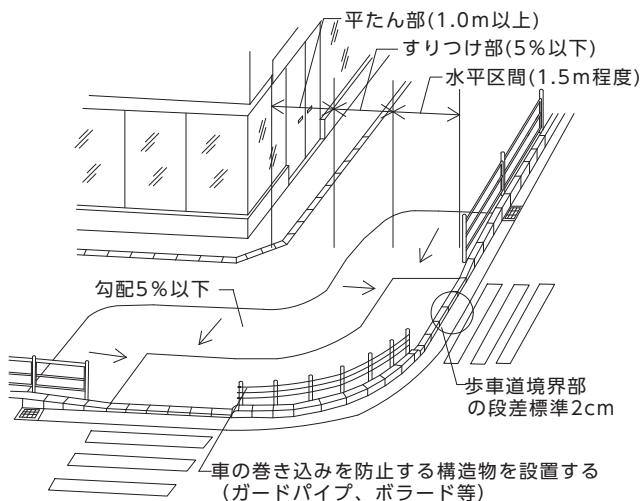 平たん部(1.0m以上)
すりつけ部(5%以下)
水平区間(1.5m程度)
勾配5%以下
歩車道境界部
の段差標準2cm
車の巻き込みを防止する構造物を設置する
(ガードパイプ、ボラード等)